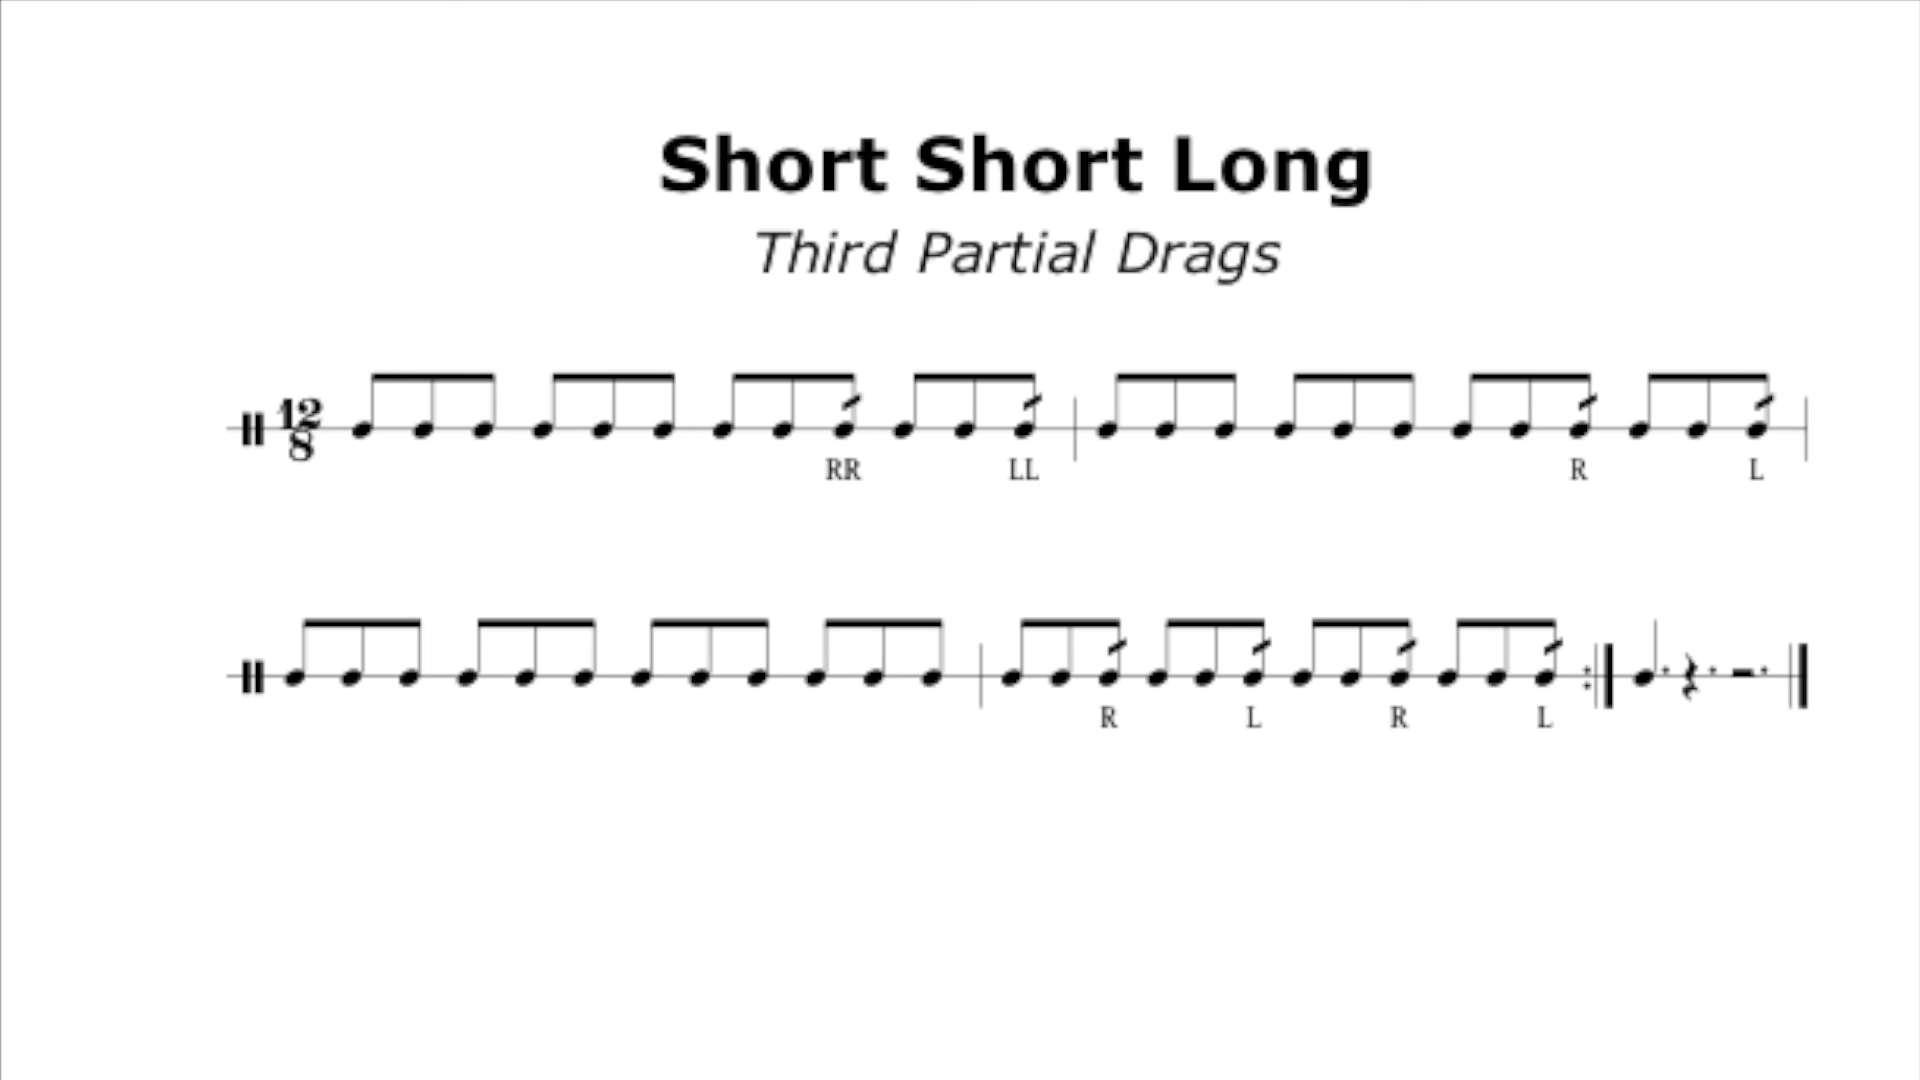 Short Short Long
Third Partial Drags
12
8
RR LL R L
R L R L